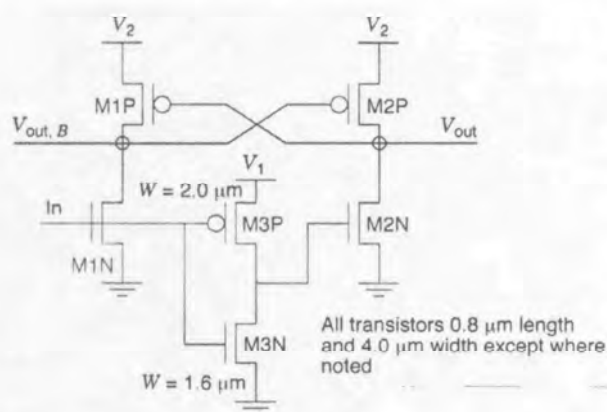 V2
V2
M1P
M2P
Vout, B
Vout
V1
W = 2.0 μm
In
M3P
M2N
M1N
M3N
All transistors 0.8 μm length
and 4.0 μm width except where
noted
W = 1.6 μm